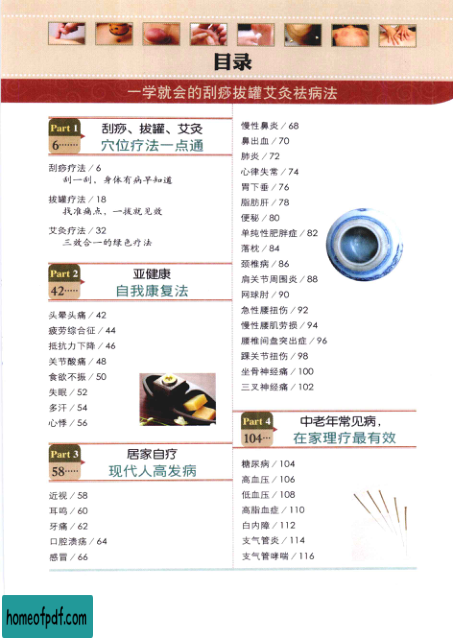 目录
一学就会的刮痧拔罐艾灸祛病法
Part 1
6……
刮痧、拔罐、艾灸
穴位疗法一点通
刮痧疗法／6
刮一刮，身体有病早知道
拔罐疗法／18
找准痛点，一拔就见效
艾灸疗法／32
三效合一的绿色疗法
Part 2
42……
亚健康
自我康复法
头晕头痛／42
疲劳综合征／44
抵抗力下降／46
关节酸痛／48
食欲不振／50
失眠／52
多汗／54
心悸／56
Part 3
58……
居家自疗
现代人高发病
近视／58
耳鸣／60
牙痛／62
口腔溃疡／64
感冒／66
慢性鼻炎／68
鼻出血／70
肺炎／72
心律失常／74
胃下垂／76
脂肪肝／78
便秘／80
单纯性肥胖症／82
落枕／84
颈椎病／86
肩关节周围炎／88
网球肘／90
急性腰扭伤／92
慢性腰肌劳损／94
腰椎间盘突出症／96
踝关节扭伤／98
坐骨神经痛／100
三叉神经痛／102
Part 4
104…
中老年常见病，
在家理疗最有效
糖尿病／104
高血压／106
低血压／108
高脂血症／110
白内障／112
支气管炎／114
支气管哮喘／116
homeofpdf.com